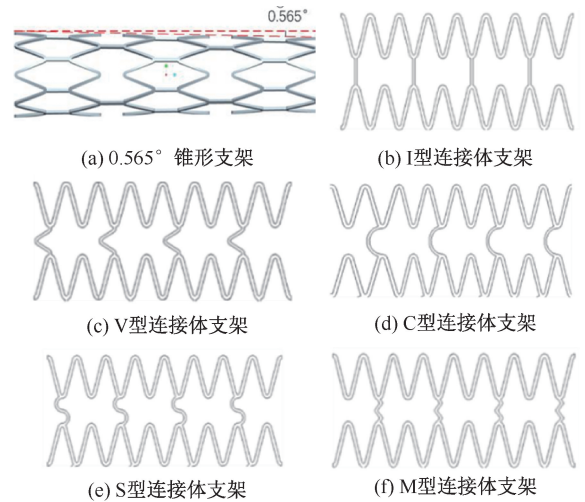 0.565°
(a) 0.565° 锥形支架
(b) I型连接体支架
(c) V型连接体支架
(d) C型连接体支架
(e) S型连接体支架
(f) M型连接体支架